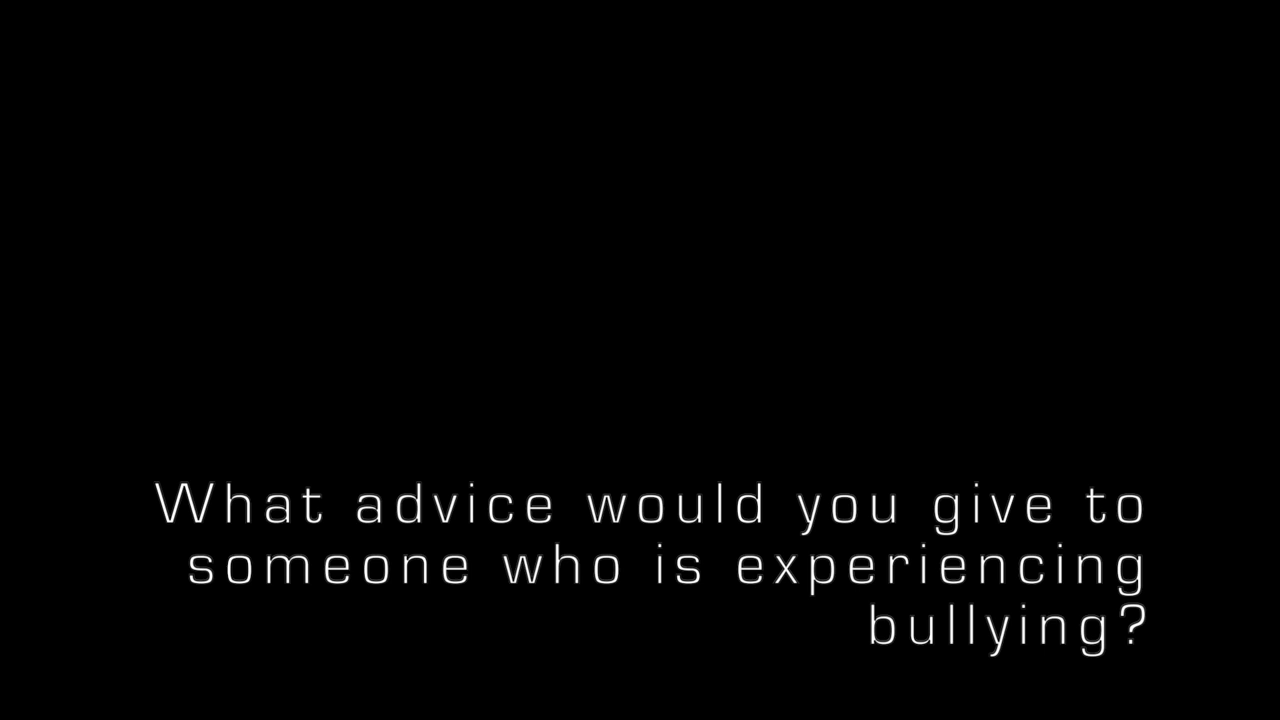 What advice would you give to
someone who is experiencing
bullying?